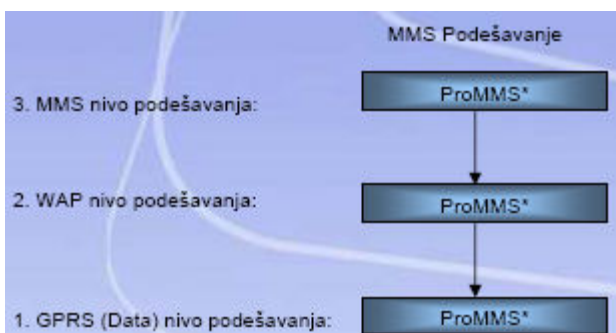 MMS Podešavanje
3. MMS nivo podešavanja:
ProMMS*
2. WAP nivo podešavanja:
ProMMS*
1. GPRS (Data) nivo podešavanja:
ProMMS*